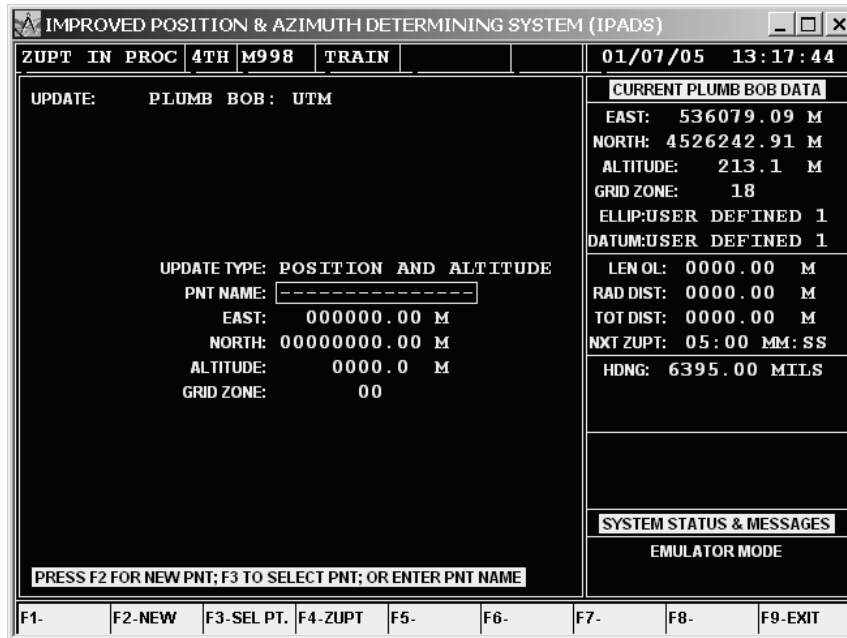 IMPROVED POSITION & AZIMUTH DETERMINING SYSTEM (IPADS)
ZUPT IN PROC 4TH M998 TRAIN 01/07/05 13:17:44
UPDATE: PLUMB BOB: UTM
UPDATE TYPE: POSITION AND ALTITUDE
PNT NAME: ----------------
EAST: 000000.00 M
NORTH: 00000000.00 M
ALTITUDE: 0000.0 M
GRID ZONE: 00
PRESS F2 FOR NEW PNT; F3 TO SELECT PNT; OR ENTER PNT NAME
CURRENT PLUMB BOB DATA
EAST: 536079.09 M
NORTH: 4526242.91 M
ALTITUDE: 213.1 M
GRID ZONE: 18
ELLIP:USER DEFINED 1
DATUM:USER DEFINED 1
LEN OL: 0000.00 M
RAD DIST: 0000.00 M
TOT DIST: 0000.00 M
NXT ZUPT: 05:00 MM:SS
HDNG: 6395.00 MILS
SYSTEM STATUS & MESSAGES
EMULATOR MODE
F1- F2-NEW F3-SEL PT. F4-ZUPT F5- F6- F7- F8- F9-EXIT